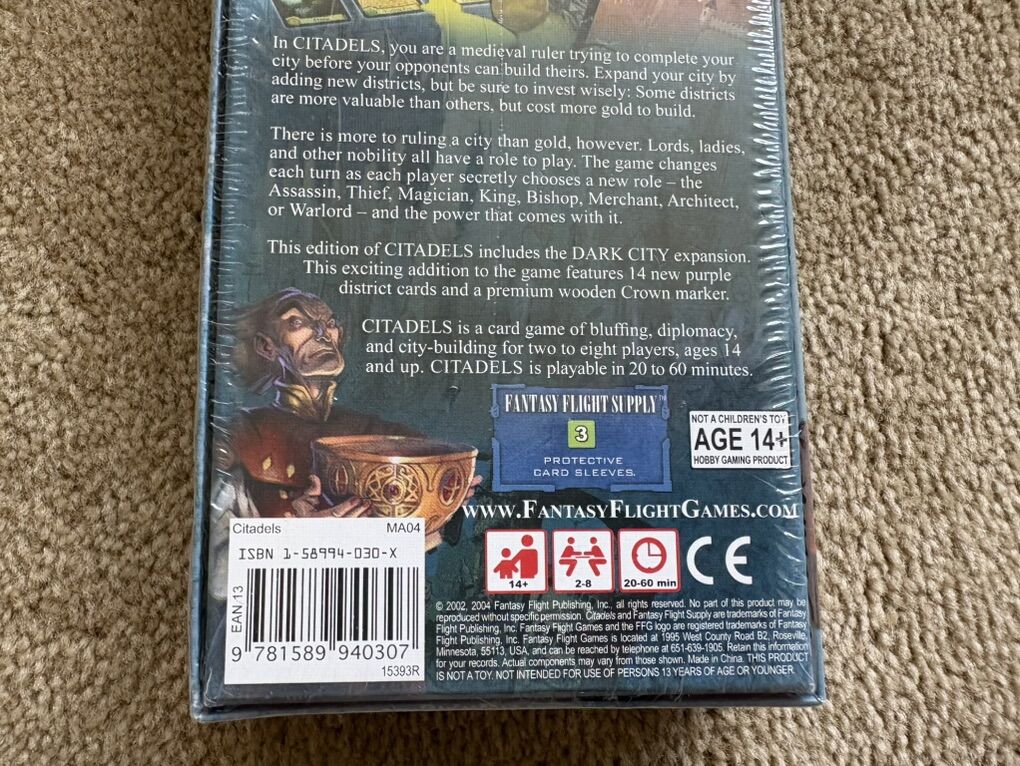 In CITADELS, you are a medieval ruler trying to complete your
city before your opponents can build theirs. Expand your city by
adding new districts, but be sure to invest wisely: Some districts
are more valuable than others, but cost more gold to build.
There is more to ruling a city than gold, however. Lords, ladies,
and other nobility all have a role to play. The game changes
each turn as each player secretly chooses a new role – the
Assassin, Thief, Magician, King, Bishop, Merchant, Architect,
or Warlord – and the power that comes with it.
This edition of CITADELS includes the DARK CITY expansion.
This exciting addition to the game features 14 new purple
district cards and a premium wooden Crown marker.
CITADELS is a card game of bluffing, diplomacy,
and city-building for two to eight players, ages 14
and up. CITADELS is playable in 20 to 60 minutes.
FANTASY FLIGHT SUPPLY™
3
PROTECTIVE
CARD SLEEVES.
NOT A CHILDREN'S TOY
AGE 14+
HOBBY GAMING PRODUCT
WWW.FANTASYFLIGHTGAMES.COM
14+
2-8
20-60 min
CE
Citadels MA04
ISBN 1-58994-030-X
EAN 13
9 781589 940307
15393R
© 2002, 2004 Fantasy Flight Publishing, Inc., all rights reserved. No part of this product may be
reproduced without specific permission. Citadels and Fantasy Flight Supply are trademarks of Fantasy
Flight Publishing, Inc. Fantasy Flight Games and the FFG logo are registered trademarks of Fantasy
Flight Publishing, Inc. Fantasy Flight Games is located at 1995 West County Road B2, Roseville,
Minnesota, 55113, USA, and can be reached by telephone at 651-639-1905. Retain this information
for your records. Actual components may vary from those shown. Made in China. THIS PRODUCT
IS NOT A TOY. NOT INTENDED FOR USE OF PERSONS 13 YEARS OF AGE OR YOUNGER.